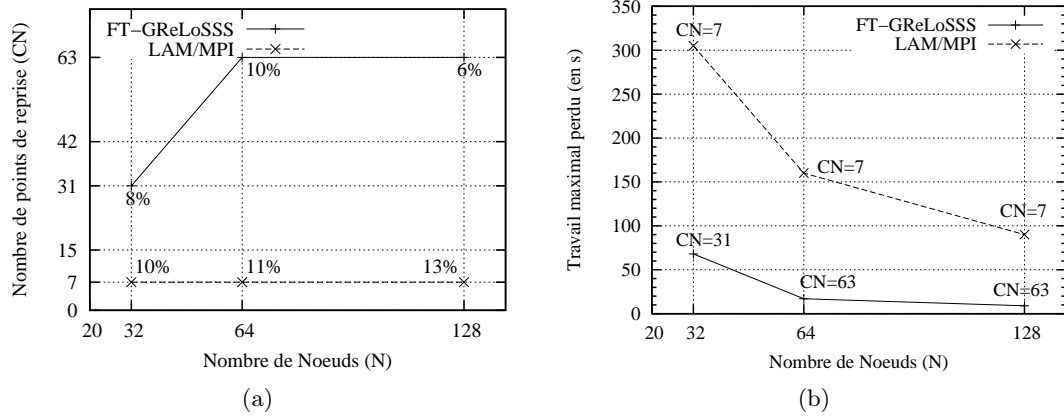 FT−GReLoSSS
LAM/MPI
Nombre de points de reprise (CN)
63
42
31
15
7
0
10%
6%
8%
10%
11%
13%
20
32
64
128
Nombre de Noeuds (N)
(a)
FT−GReLoSSS
LAM/MPI
Travail maximal perdu (en s)
350
300
250
200
150
100
50
0
CN=7
CN=7
CN=7
CN=31
CN=63
CN=63
20
32
64
128
Nombre de Noeuds (N)
(b)